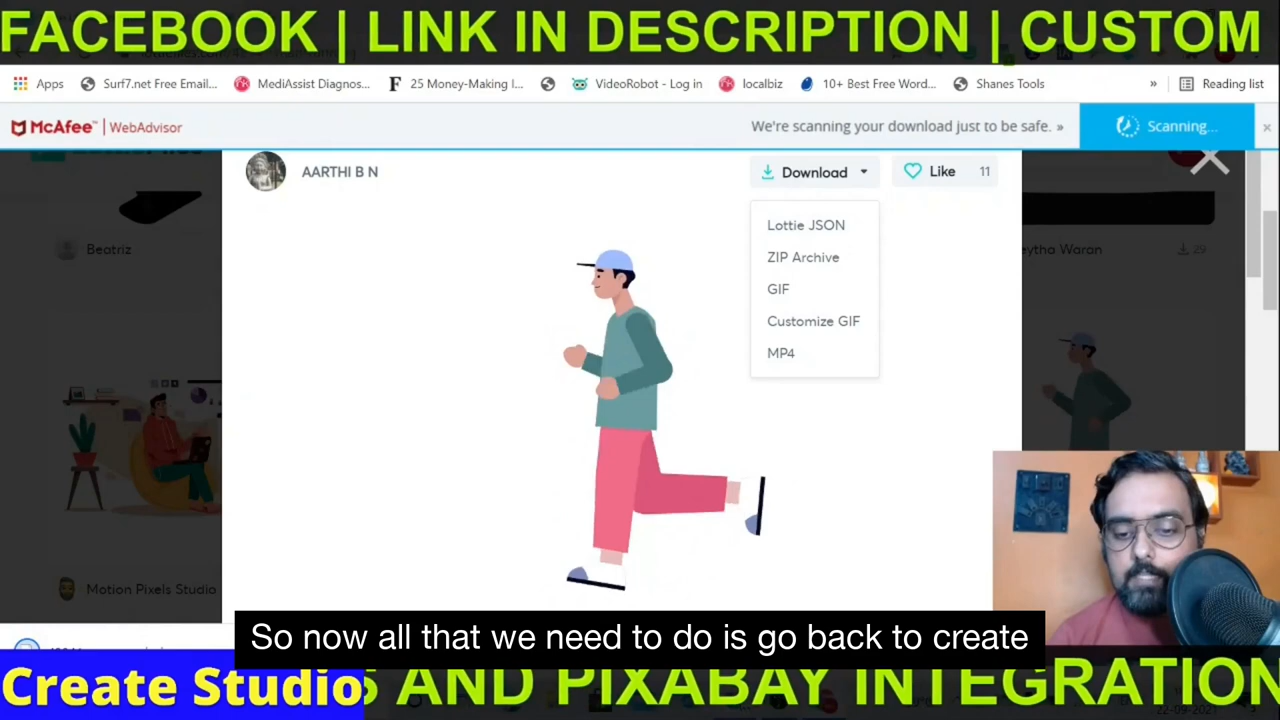 FACEBOOK | LINK IN DESCRIPTION | CUSTOM
Apps Surf7.net Free Email... MediAssist Diagnos... 25 Money-Making I... VideoRobot - Log in localbiz 10+ Best Free Word... Shanes Tools » Reading list
McAfee™ | WebAdvisor We're scanning your download just to be safe. » Scanning...
AARTHI B N Download Like 11
Lottie JSON
Beatriz ZIP Archive Waran 29
GIF
Customize GIF
MP4
Motion Pixels Studio
So now all that we need to do is go back to create
Create Studio AND PIXABAY INTEGRATION